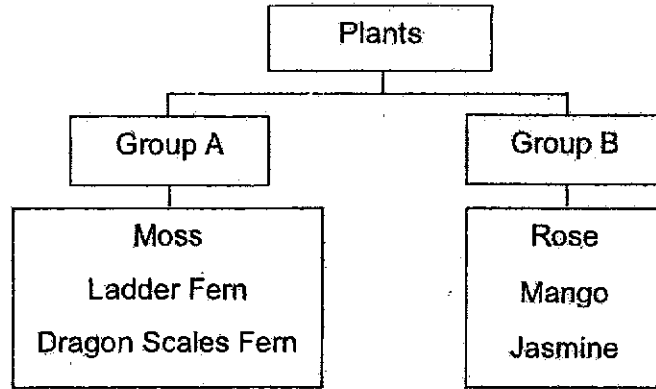 Plants
Group A
Group B
Moss
Ladder Fern
Dragon Scales Fern
Rose
Mango
Jasmine